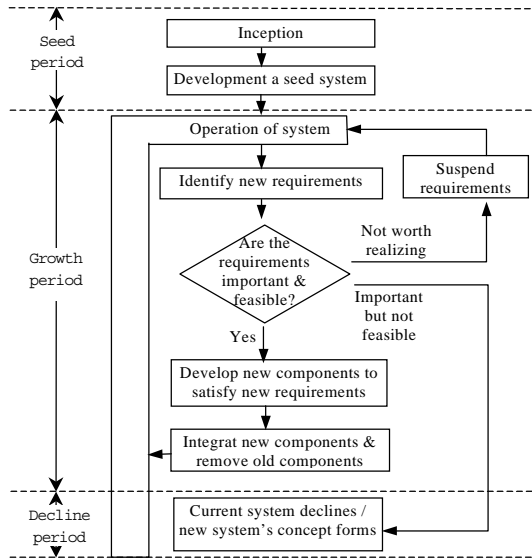 Seed
period
Inception
Development a seed system
Operation of system
Identify new requirements
Suspend
requirements
Growth
period
Are the
requirements
important &
feasible?
Not worth
realizing
Important
but not
feasible
Yes
Develop new components to
satisfy new requirements
Integrat new components &
remove old components
Decline
period
Current system declines /
new system's concept forms